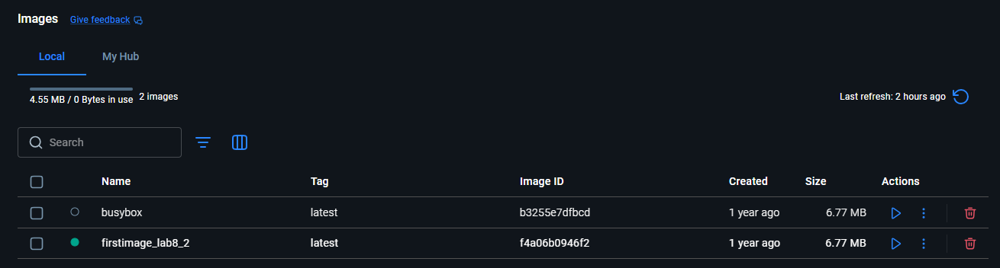 Images Give feedback
Local My Hub
4.55 MB / 0 Bytes in use 2 images Last refresh: 2 hours ago
Search
Name Tag Image ID Created Size Actions
busybox latest b3255e7dfbcd 1 year ago 6.77 MB
firstimage_lab8_2 latest f4a06b0946f2 1 year ago 6.77 MB